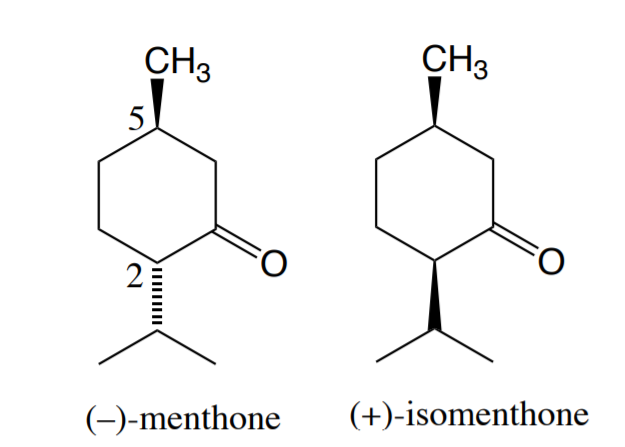 CH3 CH3
5
O O
2
(–)-menthone (+)-isomenthone